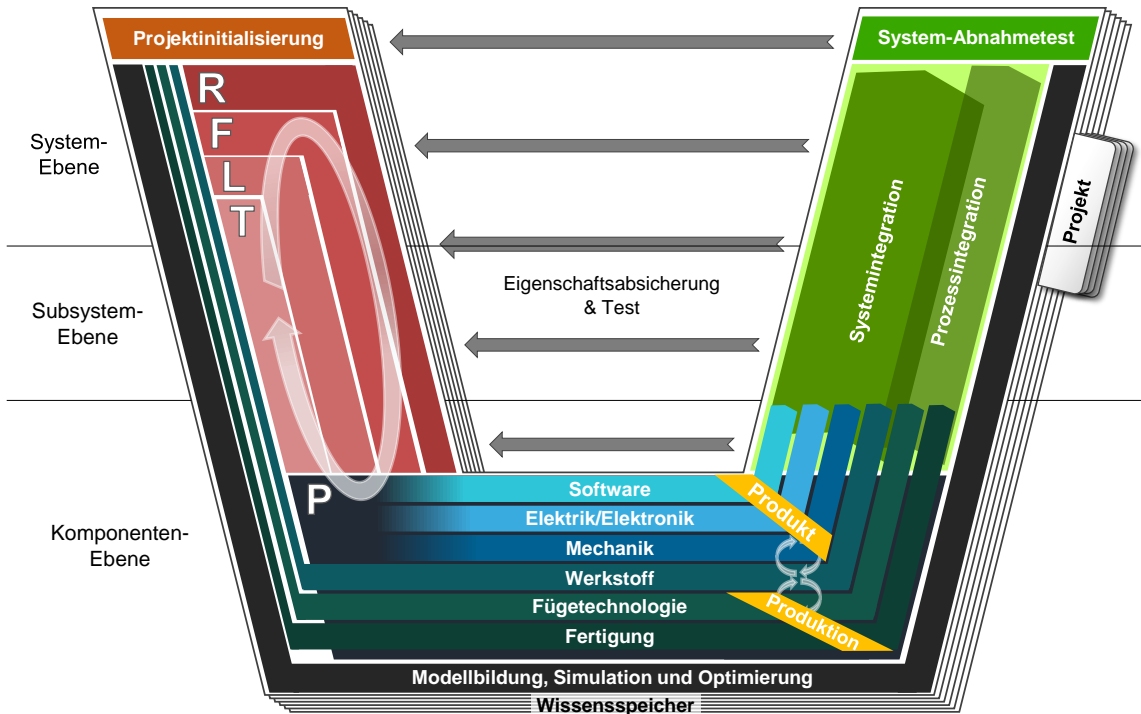 Projektinitialisierung
System-Abnahmetest
R
F
L
T
P
System-
Ebene
Subsystem-
Ebene
Komponenten-
Ebene
Eigenschaftsabsicherung
& Test
Systemintegration
Prozessintegration
Projekt
Software
Elektrik/Elektronik
Mechanik
Werkstoff
Fügetechnologie
Fertigung
Produkt
Produktion
Modellbildung, Simulation und Optimierung
Wissensspeicher